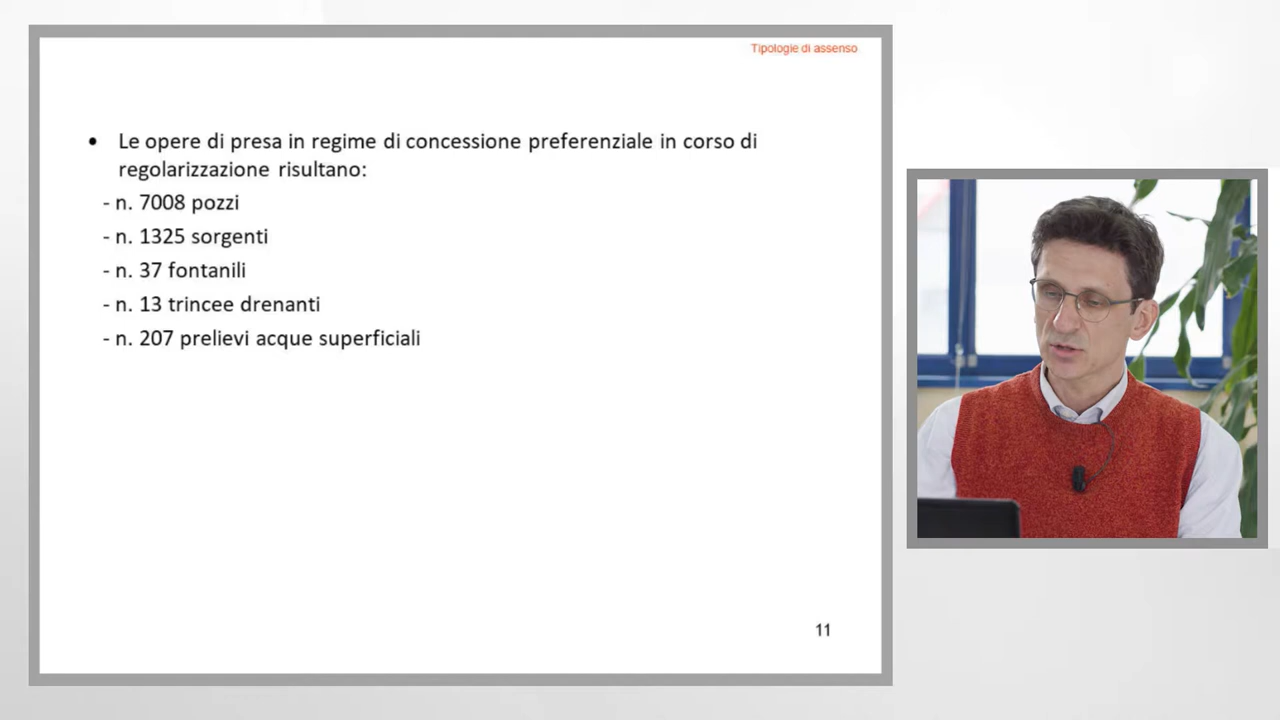 Tipologie di assenso
• Le opere di presa in regime di concessione preferenziale in corso di
regolarizzazione risultano:
- n. 7008 pozzi
- n. 1325 sorgenti
- n. 37 fontanili
- n. 13 trincee drenanti
- n. 207 prelievi acque superficiali
11